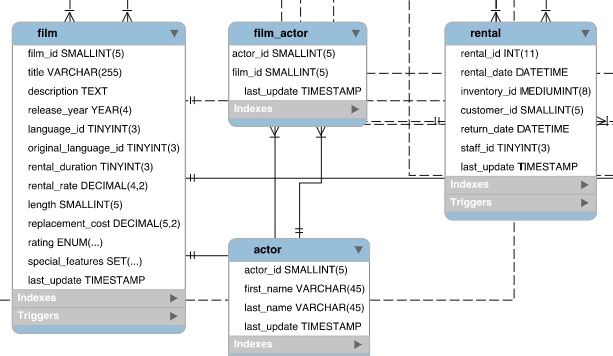 film
film_id SMALLINT(5)
title VARCHAR(255)
description TEXT
release_year YEAR(4)
language_id TINYINT(3)
original_language_id TINYINT(3)
rental_duration TINYINT(3)
rental_rate DECIMAL(4,2)
length SMALLINT(5)
replacement_cost DECIMAL(5,2)
rating ENUM(...)
special_features SET(...)
last_update TIMESTAMP
Indexes
Triggers
film_actor
actor_id SMALLINT(5)
film_id SMALLINT(5)
last_update TIMESTAMP
Indexes
actor
actor_id SMALLINT(5)
first_name VARCHAR(45)
last_name VARCHAR(45)
last_update TIMESTAMP
Indexes
rental
rental_id INT(11)
rental_date DATETIME
inventory_id MEDIUMINT(8)
customer_id SMALLINT(5)
return_date DATETIME
staff_id TINYINT(3)
last_update TIMESTAMP
Indexes
Triggers